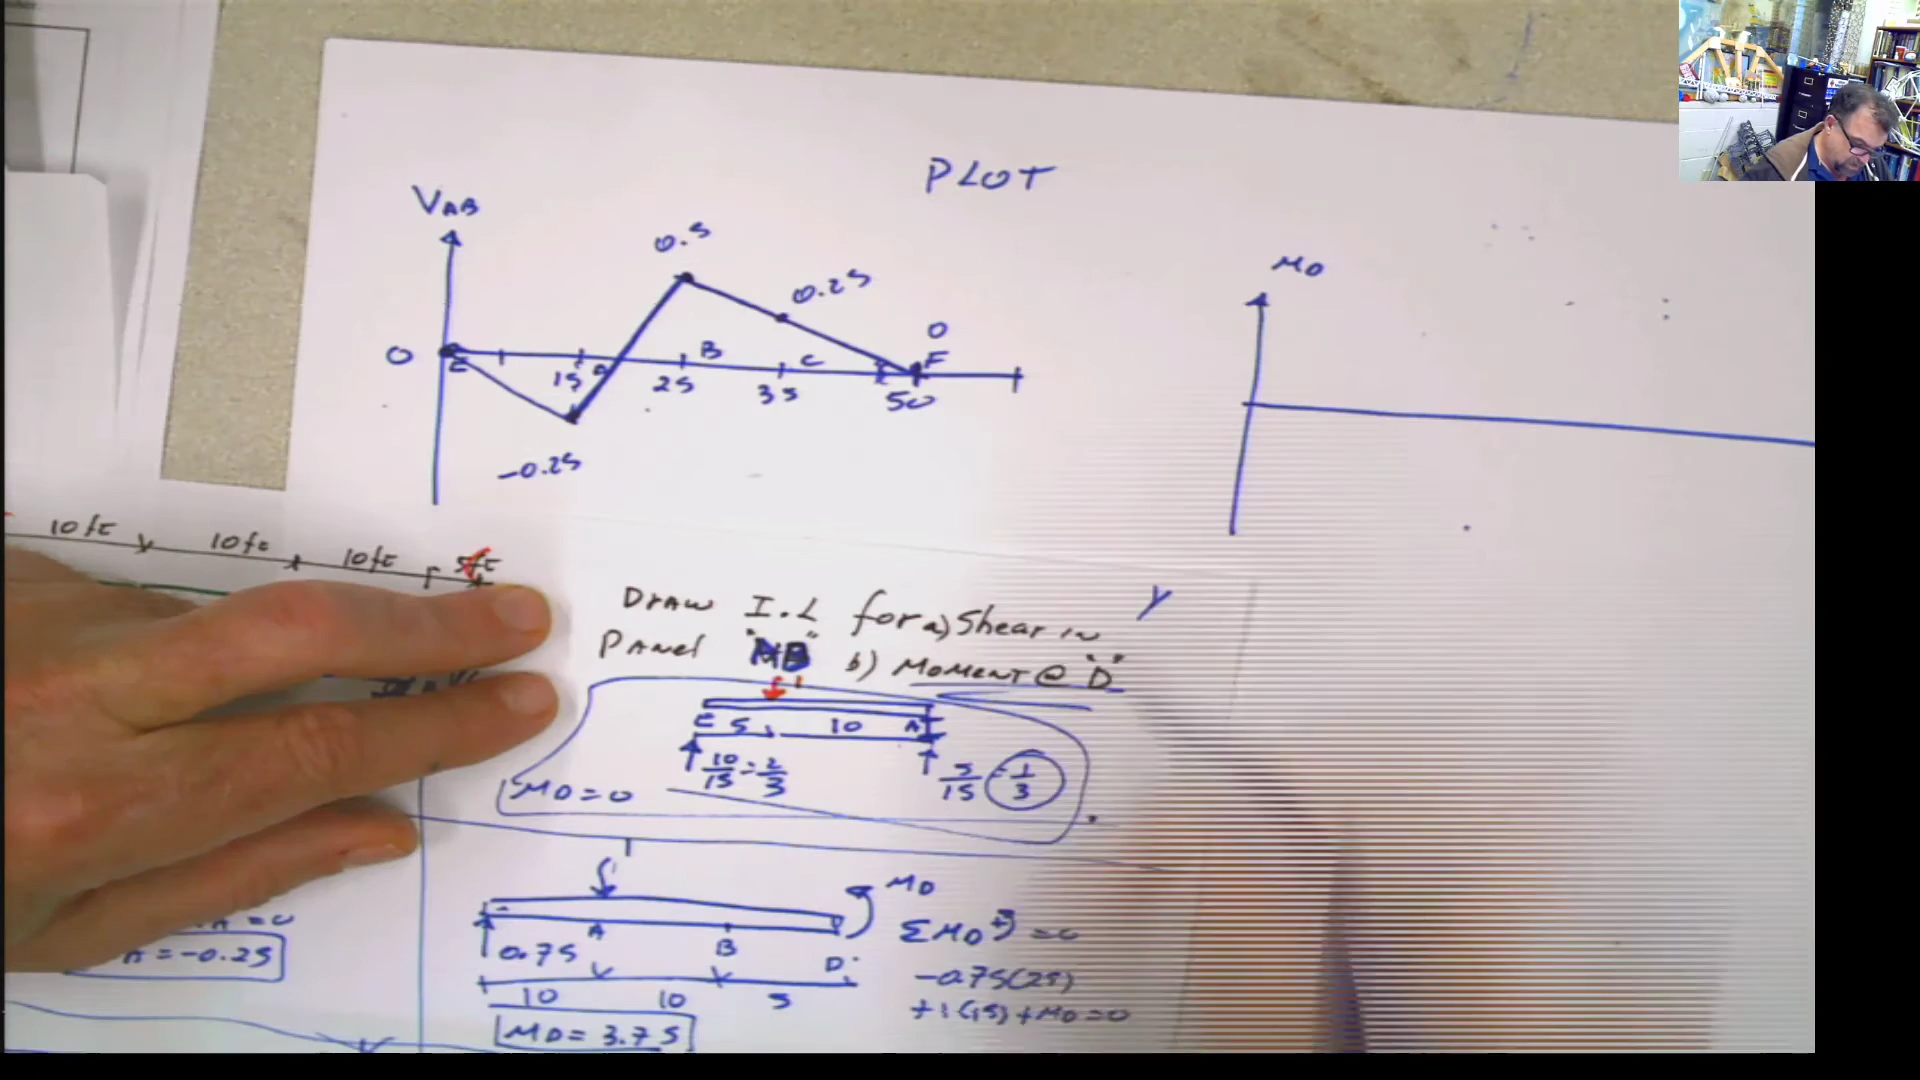 PLOT
VAB
0.5
0.25
0
O
E
15
25
B
35
C
F
50
-0.25
MD
10ft
10ft
10ft
5ft
DRAW I.L for a) Shear in
PANEL "AB" b) MOMENT @ "D"
1
E 5 10 A
10/15 = 2/3
5/15 = 1/3
MD=0
MD
A
B
D
0.75
10
10
5
ΣMD = 0
-0.75(25)
+1(15) + MD = 0
MD = 3.75
= -0.25